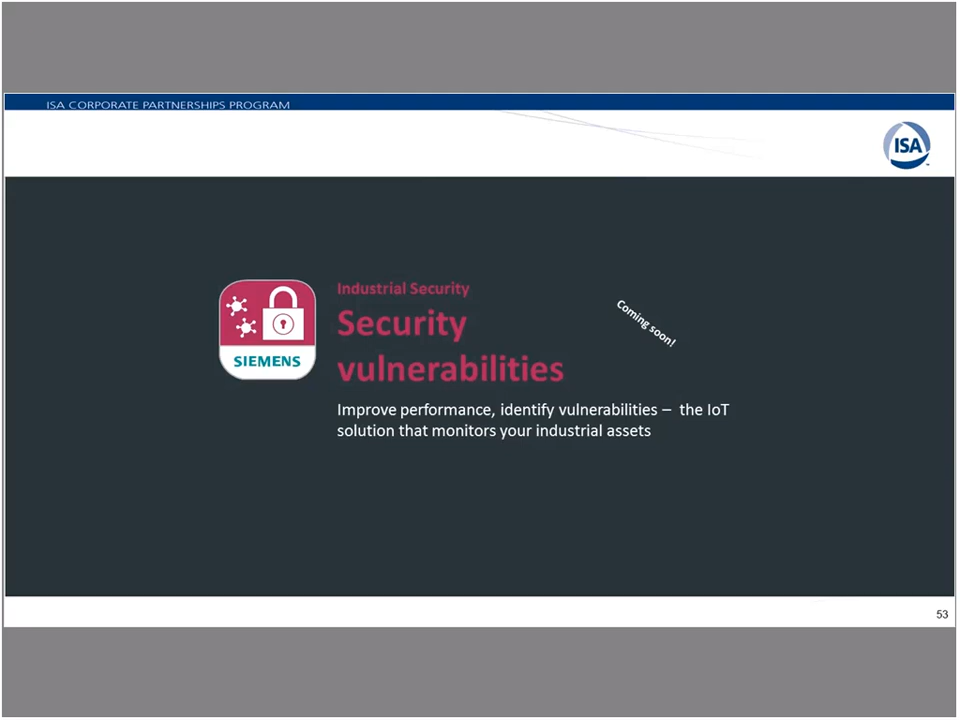 ISA CORPORATE PARTNERSHIPS PROGRAM
ISA
Industrial Security
Security
vulnerabilities
Coming soon!
SIEMENS
Improve performance, identify vulnerabilities – the IoT
solution that monitors your industrial assets
53